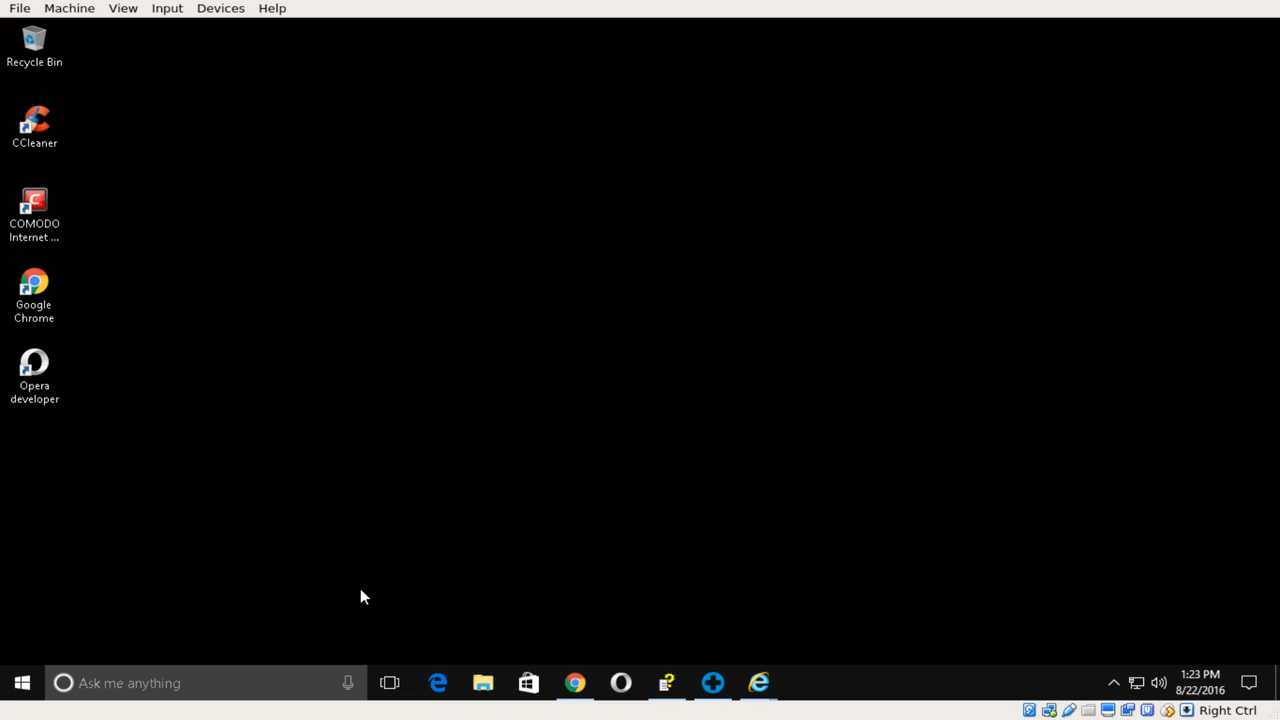 File Machine View Input Devices Help
Recycle Bin
CCleaner
COMODO
Internet ...
Google
Chrome
Opera
developer
Ask me anything
1:23 PM
8/22/2016
Right Ctrl